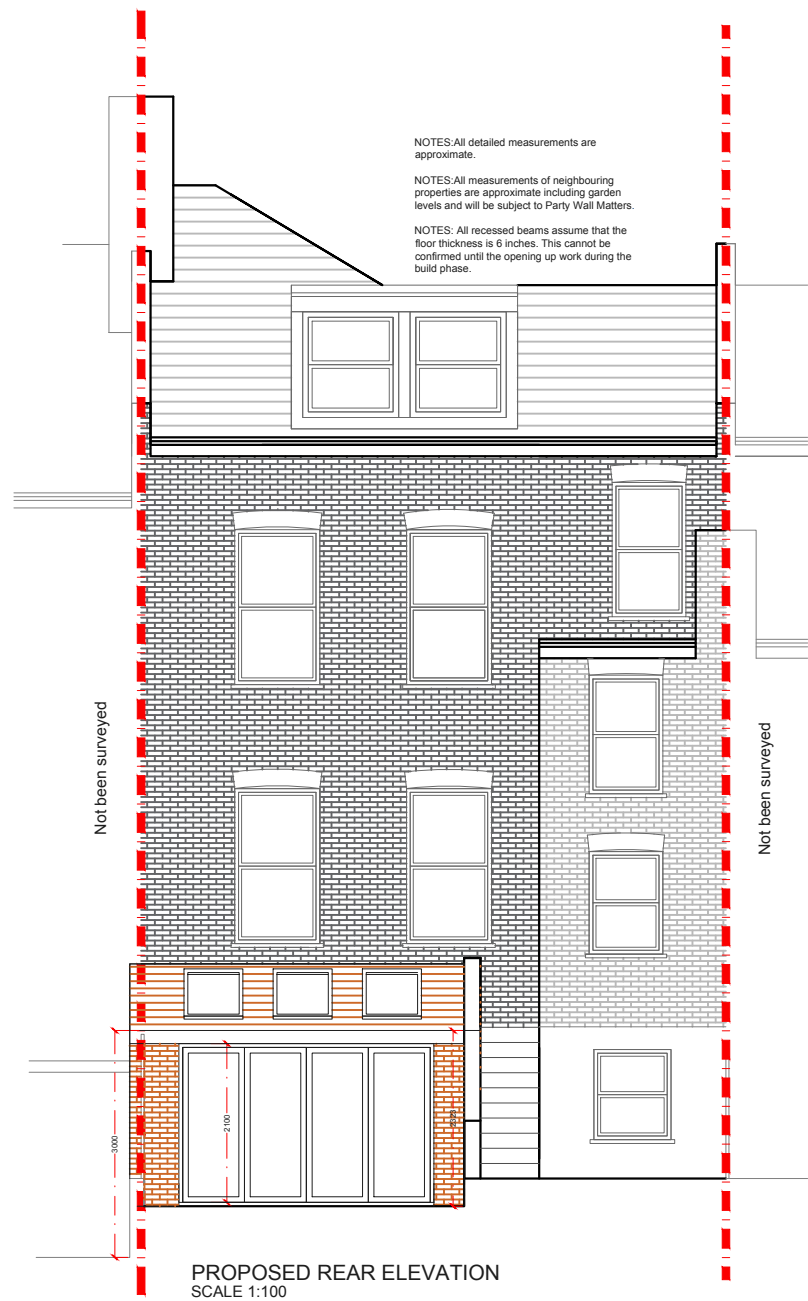 NOTES:All detailed measurements are
approximate.
NOTES:All measurements of neighbouring
properties are approximate including garden
levels and will be subject to Party Wall Matters.
NOTES: All recessed beams assume that the
floor thickness is 6 inches. This cannot be
confirmed until the opening up work during the
build phase.
Not been surveyed
Not been surveyed
3000
2100
2323
PROPOSED REAR ELEVATION
SCALE 1:100